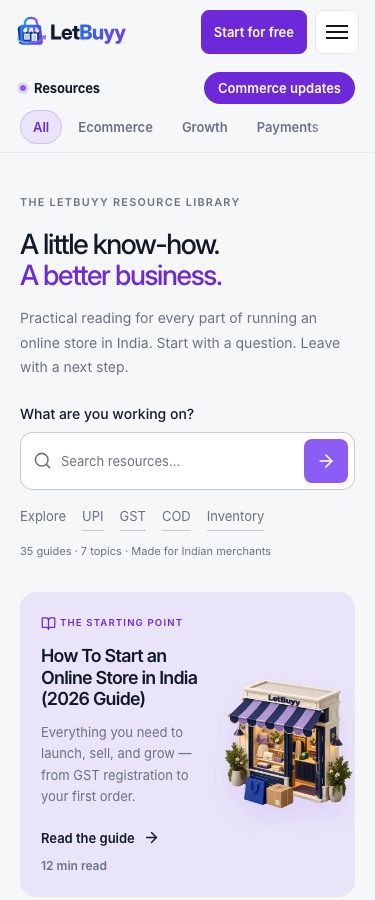 LetBuyy
Start for free
Resources
Commerce updates
All
Ecommerce
Growth
Payments
THE LETBUYY RESOURCE LIBRARY
A little know-how.
A better business.
Practical reading for every part of running an
online store in India. Start with a question. Leave
with a next step.
What are you working on?
Search resources...
Explore
UPI
GST
COD
Inventory
35 guides · 7 topics · Made for Indian merchants
THE STARTING POINT
How To Start an
Online Store in India
(2026 Guide)
Everything you need to
launch, sell, and grow —
from GST registration to
your first order.
LetBuyy
Read the guide
12 min read